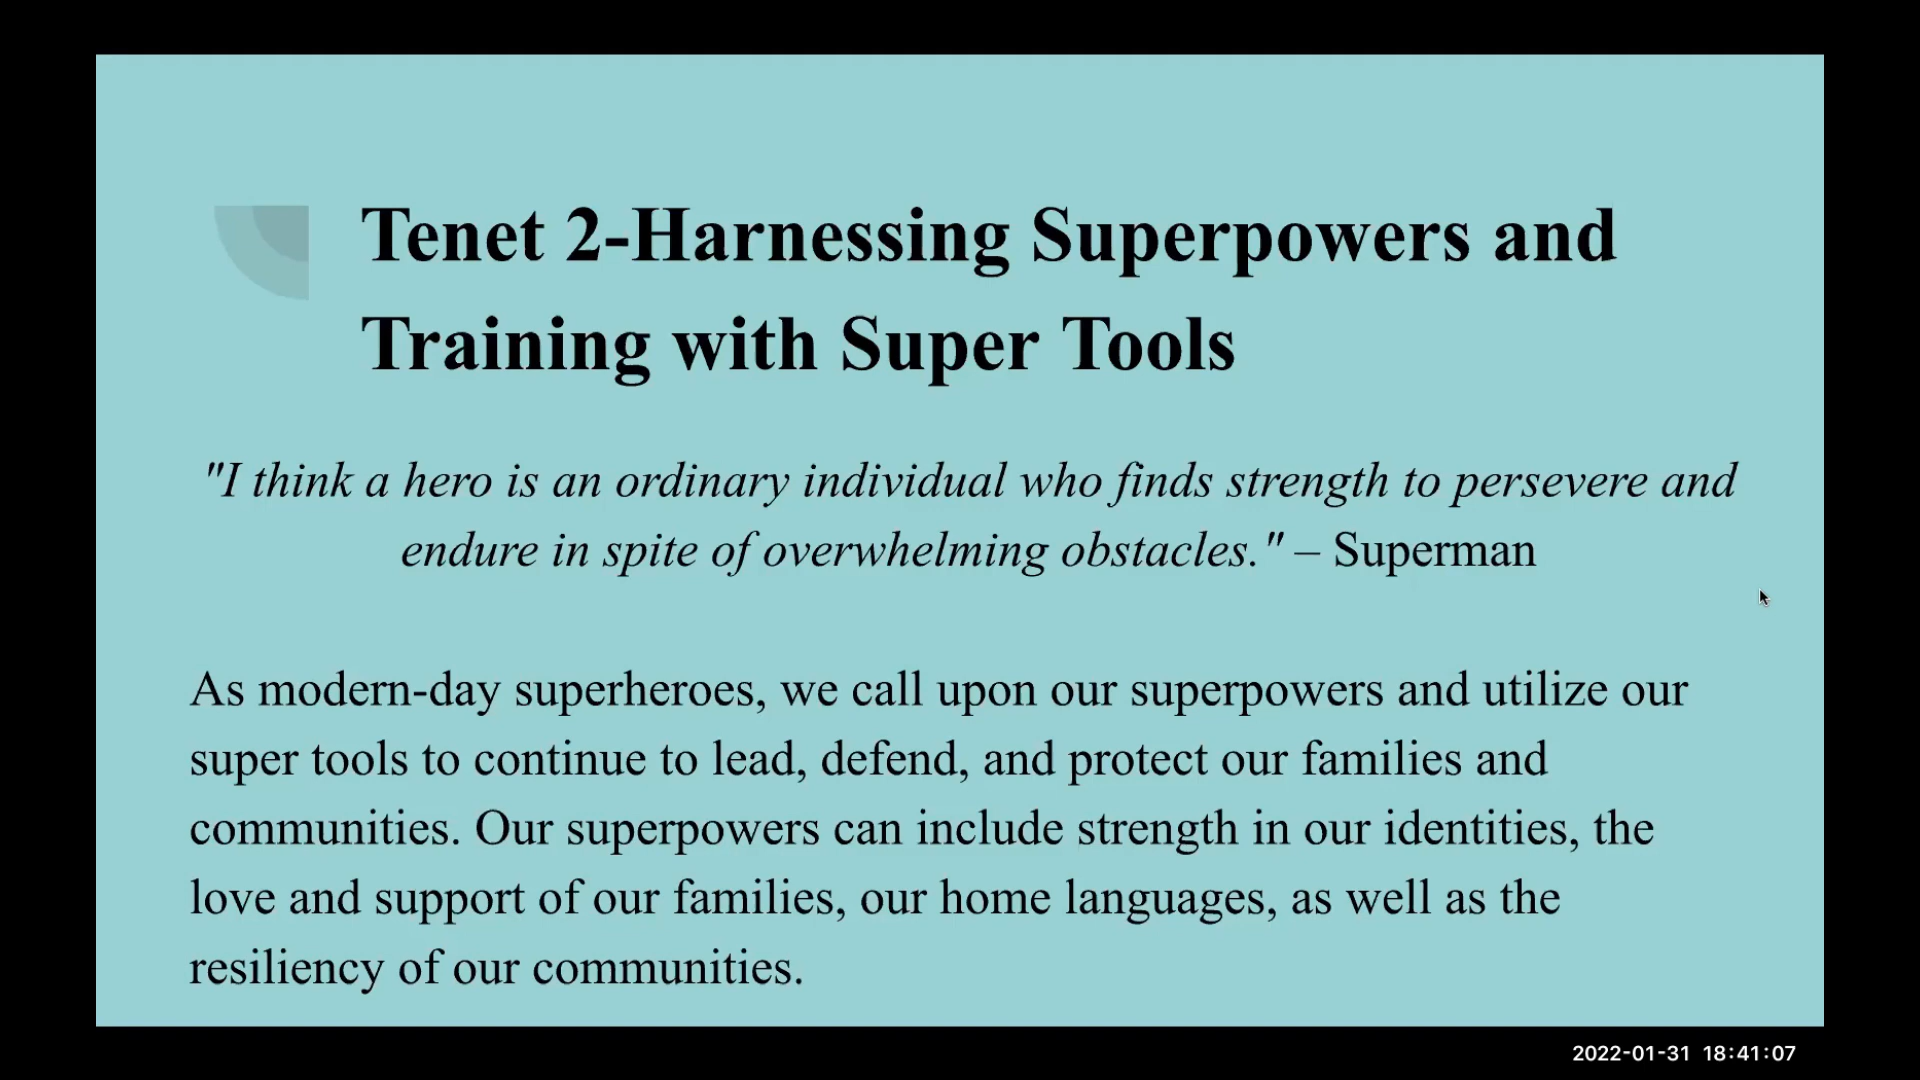 Tenet 2-Harnessing Superpowers and
Training with Super Tools
"I think a hero is an ordinary individual who finds strength to persevere and
endure in spite of overwhelming obstacles." – Superman
As modern-day superheroes, we call upon our superpowers and utilize our
super tools to continue to lead, defend, and protect our families and
communities. Our superpowers can include strength in our identities, the
love and support of our families, our home languages, as well as the
resiliency of our communities.
2022-01-31 18:41:07